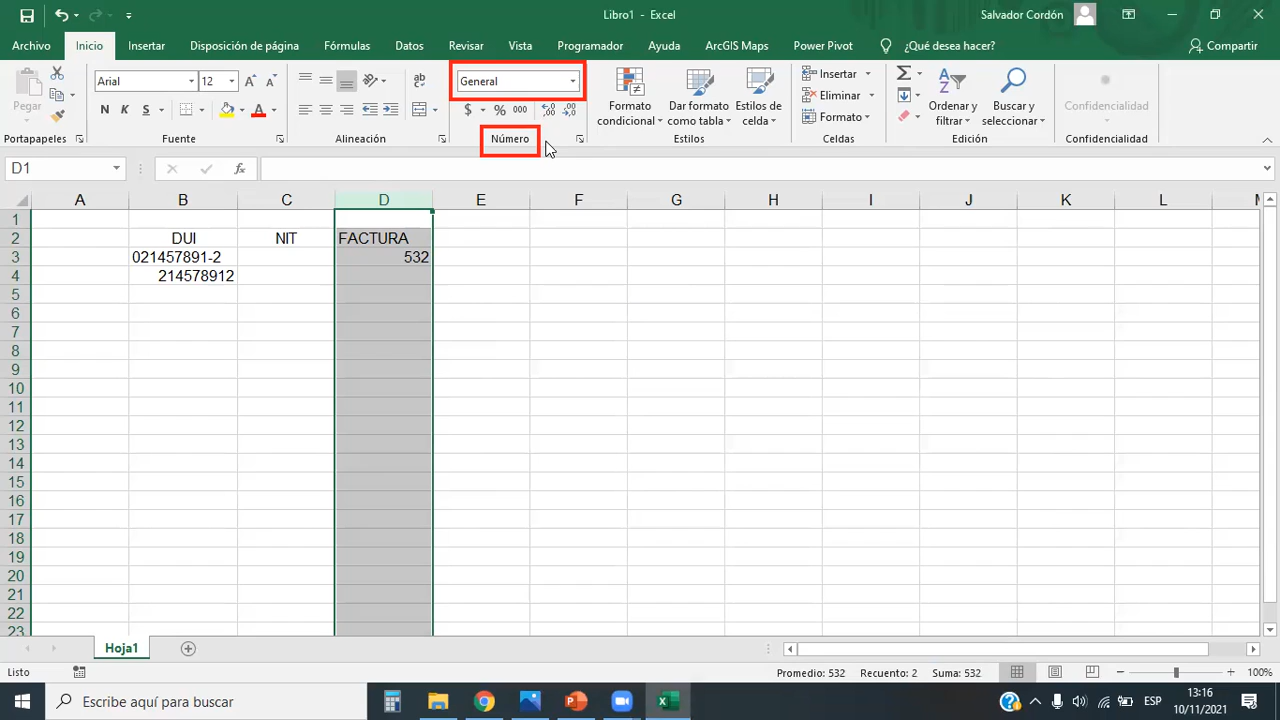 Libro1 - Excel
Salvador Cordón
Archivo Inicio Insertar Disposición de página Fórmulas Datos Revisar Vista Programador Ayuda ArcGIS Maps Power Pivot ¿Qué desea hacer? Compartir
Pegar
Arial 12
N K S A
ab
General
$ % 000
Formato condicional
Dar formato como tabla
Estilos de celda
Insertar
Eliminar
Formato
Ordenar y filtrar
Buscar y seleccionar
Confidencialidad
Portapapeles Fuente Alineación Número Estilos Celdas Edición Confidencialidad
D1 fx
A B C D E F G H I J K L M
1
2 DUI NIT FACTURA
3 021457891-2 532
4 214578912
5
6
7
8
9
10
11
12
13
14
15
16
17
18
19
20
21
22
23
Hoja1
Listo Promedio: 532 Recuento: 2 Suma: 532 100%
Escribe aquí para buscar ESP 13:16
10/11/2021